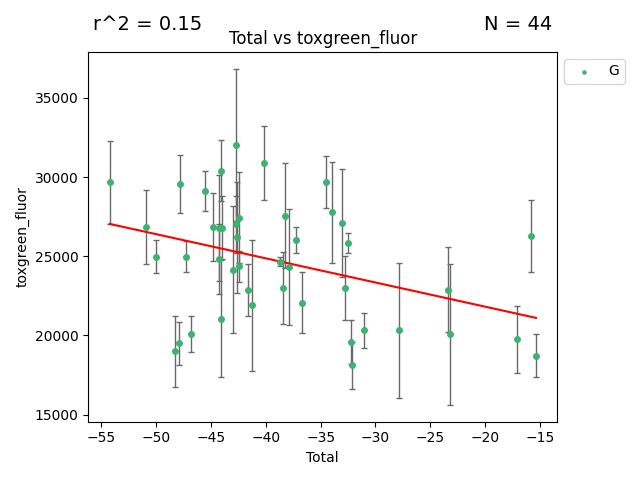 r^2 = 0.15
N = 44
Total vs toxgreen_fluor
G
35000
30000
25000
20000
15000
toxgreen_fluor
−55
−50
−45
−40
−35
−30
−25
−20
−15
Total